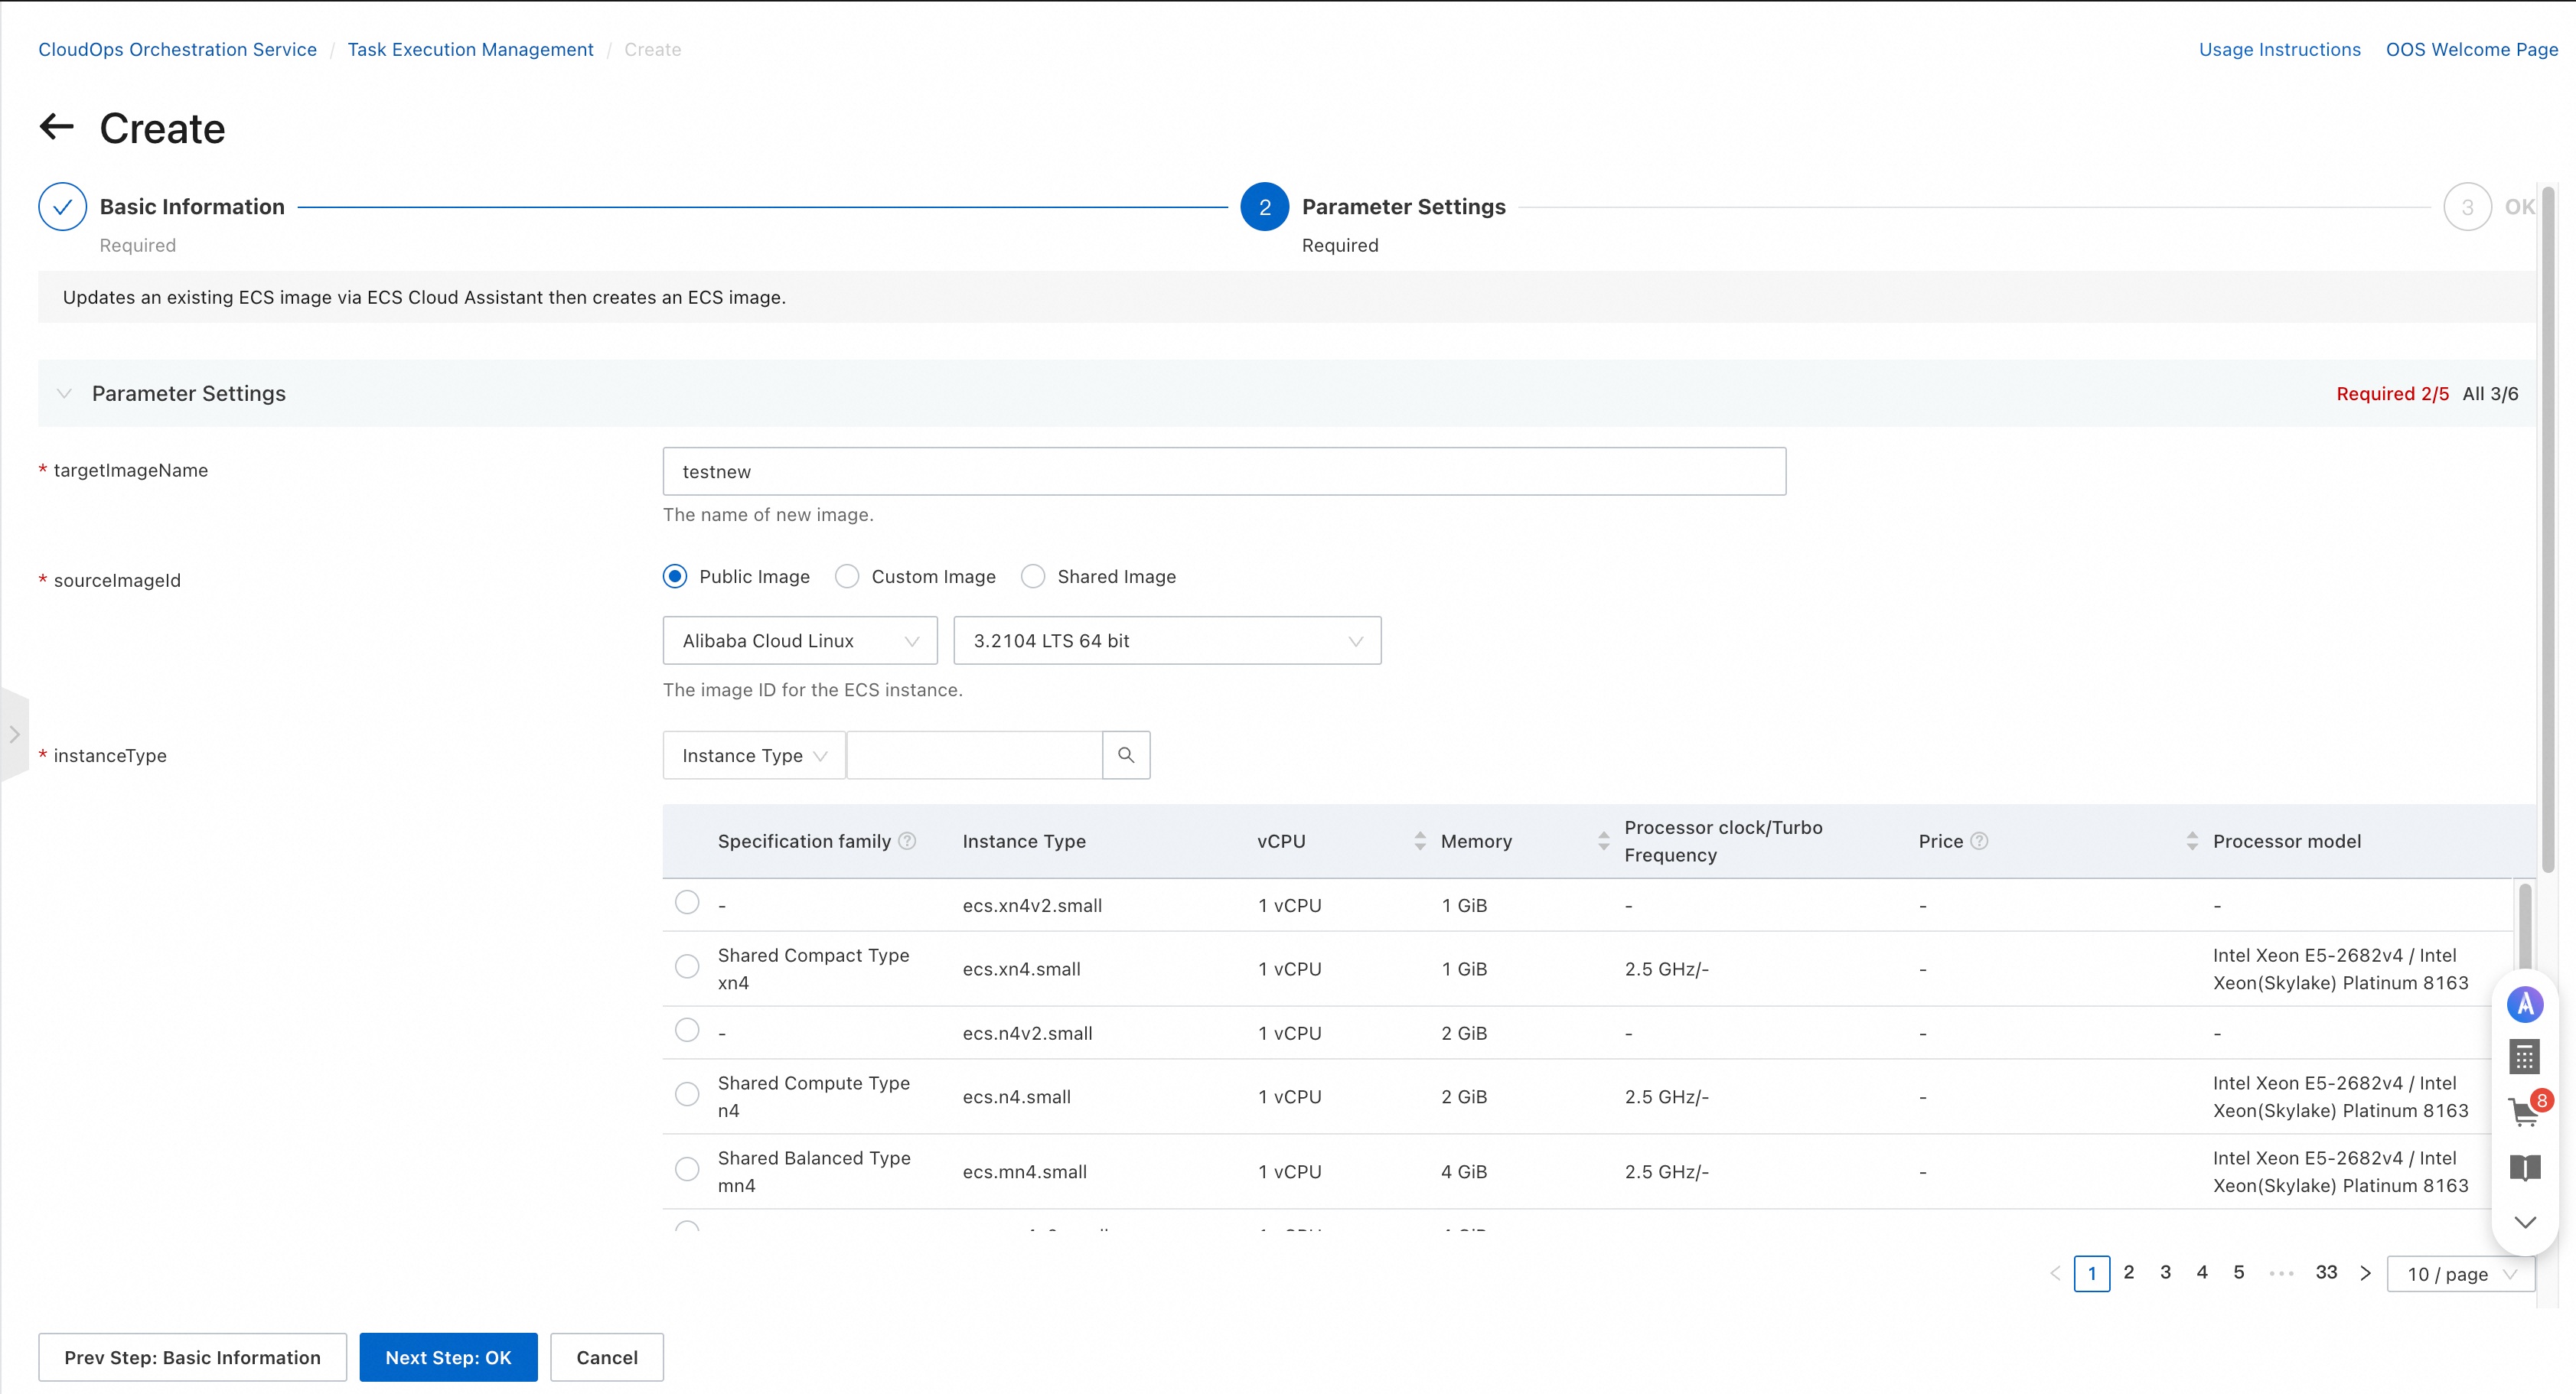 CloudOps Orchestration Service / Task Execution Management / Create
Usage Instructions OOS Welcome Page
Create
Basic Information
Required
2 Parameter Settings
Required
3 OK
Updates an existing ECS image via ECS Cloud Assistant then creates an ECS image.
Parameter Settings
Required 2/5 All 3/6
* targetImageName
testnew
The name of new image.
* sourceImageId
Public Image Custom Image Shared Image
Alibaba Cloud Linux 3.2104 LTS 64 bit
The image ID for the ECS instance.
* instanceType
Instance Type
Specification family ? Instance Type vCPU Memory Processor clock/Turbo Frequency Price ? Processor model
- ecs.xn4v2.small 1 vCPU 1 GiB - - -
Shared Compact Type xn4 ecs.xn4.small 1 vCPU 1 GiB 2.5 GHz/- - Intel Xeon E5-2682v4 / Intel Xeon(Skylake) Platinum 8163
- ecs.n4v2.small 1 vCPU 2 GiB - - -
Shared Compute Type n4 ecs.n4.small 1 vCPU 2 GiB 2.5 GHz/- - Intel Xeon E5-2682v4 / Intel Xeon(Skylake) Platinum 8163
Shared Balanced Type mn4 ecs.mn4.small 1 vCPU 4 GiB 2.5 GHz/- - Intel Xeon E5-2682v4 / Intel Xeon(Skylake) Platinum 8163
8
< 1 2 3 4 5 ••• 33 > 10 / page
Prev Step: Basic Information Next Step: OK Cancel